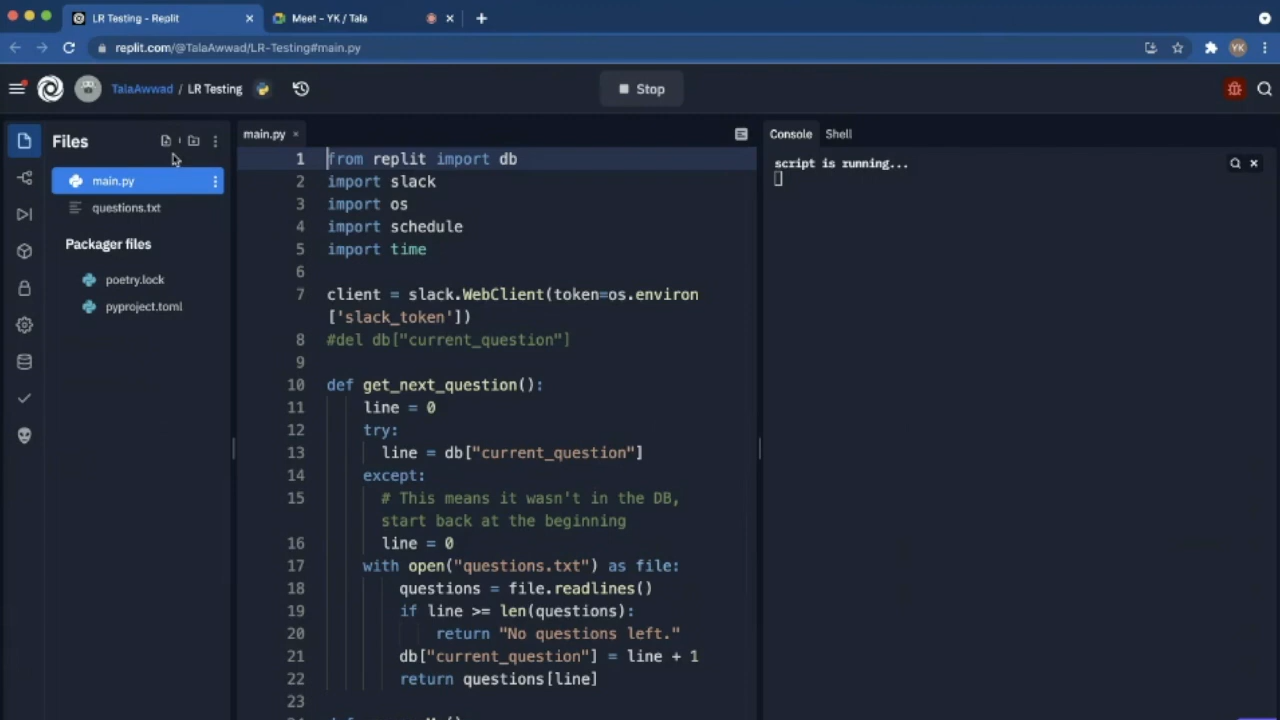 LR Testing - Replit
Meet – YK / Tala
replit.com/@TalaAwwad/LR-Testing#main.py
YK
TalaAwwad / LR Testing
Stop
Files
main.py
questions.txt
Packager files
poetry.lock
pyproject.toml
main.py
1 from replit import db
2 import slack
3 import os
4 import schedule
5 import time
6
7 client = slack.WebClient(token=os.environ
['slack_token'])
8 #del db["current_question"]
9
10 def get_next_question():
11 line = 0
12 try:
13 line = db["current_question"]
14 except:
15 # This means it wasn't in the DB,
start back at the beginning
16 line = 0
17 with open("questions.txt") as file:
18 questions = file.readlines()
19 if line >= len(questions):
20 return "No questions left."
21 db["current_question"] = line + 1
22 return questions[line]
23
Console Shell
script is running...